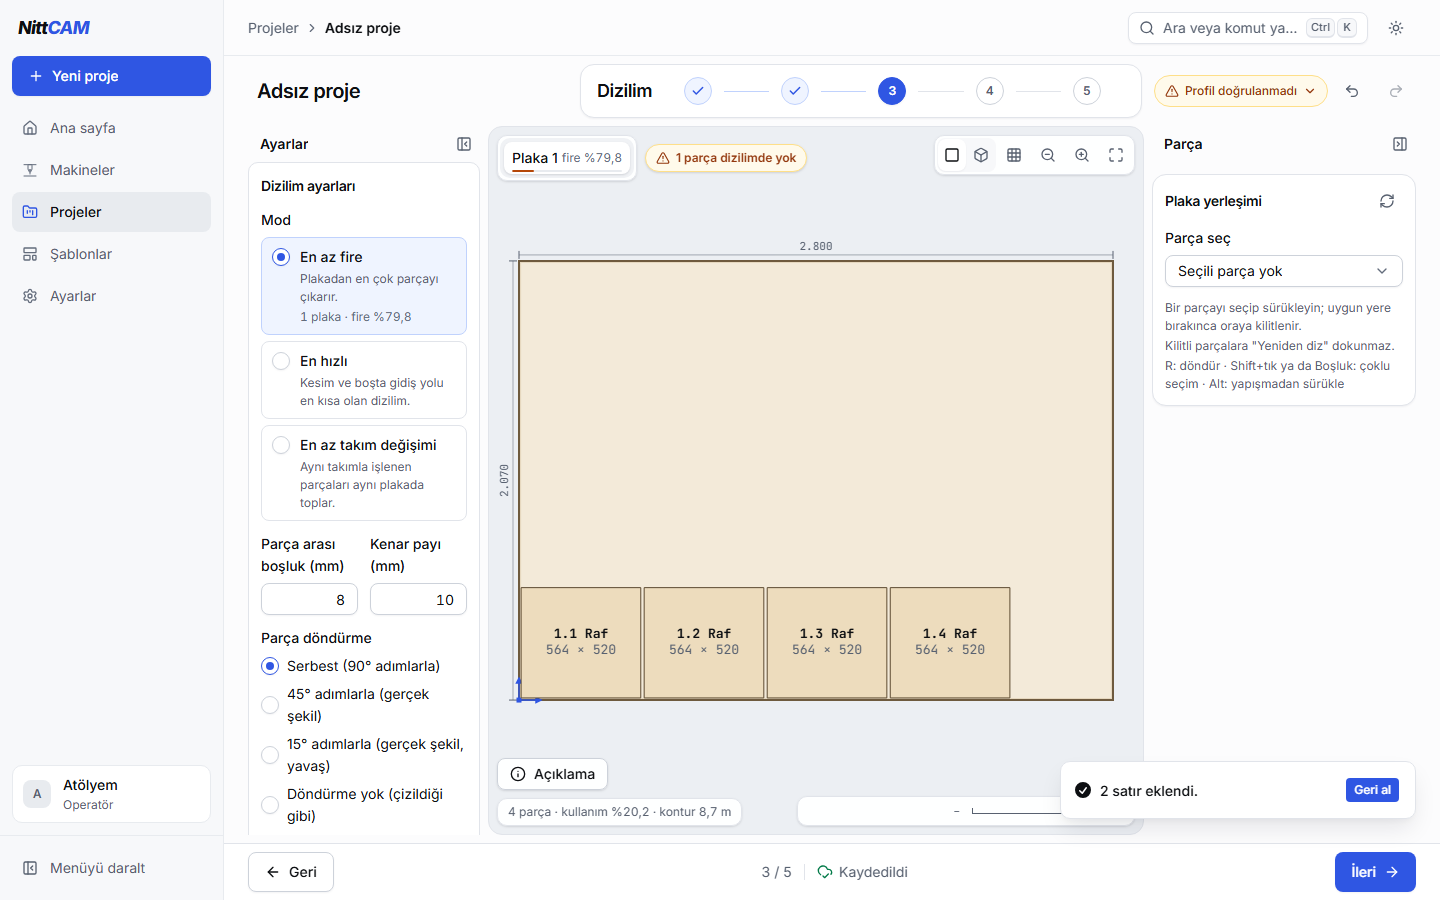 NittCAM
Yeni proje
Ana sayfa
Makineler
Projeler
Şablonlar
Ayarlar
A
Atölyem
Operatör
Menüyü daralt
Projeler
Adsız proje
Ara veya komut ya...
Ctrl
K
Adsız proje
Dizilim
3
4
5
Profil doğrulanmadı
Ayarlar
Dizilim ayarları
Mod
En az fire
Plakadan en çok parçayı
çıkarır.
1 plaka · fire %79,8
En hızlı
Kesim ve boşta gidiş yolu
en kısa olan dizilim.
En az takım değişimi
Aynı takımla işlenen
parçaları aynı plakada
toplar.
Parça arası
boşluk (mm)
Kenar payı
(mm)
8
10
Parça döndürme
Serbest (90° adımlarla)
45° adımlarla (gerçek
şekil)
15° adımlarla (gerçek şekil,
yavaş)
Döndürme yok (çizildiği
gibi)
Plaka 1 fire %79,8
1 parça dizilimde yok
2.800
2.070
1.1 Raf
564 × 520
1.2 Raf
564 × 520
1.3 Raf
564 × 520
1.4 Raf
564 × 520
Açıklama
4 parça · kullanım %20,2 · kontur 8,7 m
–
Parça
Plaka yerleşimi
Parça seç
Seçili parça yok
Bir parçayı seçip sürükleyin; uygun yere
bırakınca oraya kilitlenir.
Kilitli parçalara "Yeniden diz" dokunmaz.
R: döndür · Shift+tık ya da Boşluk: çoklu
seçim · Alt: yapışmadan sürükle
2 satır eklendi.
Geri al
Geri
3 / 5
Kaydedildi
İleri